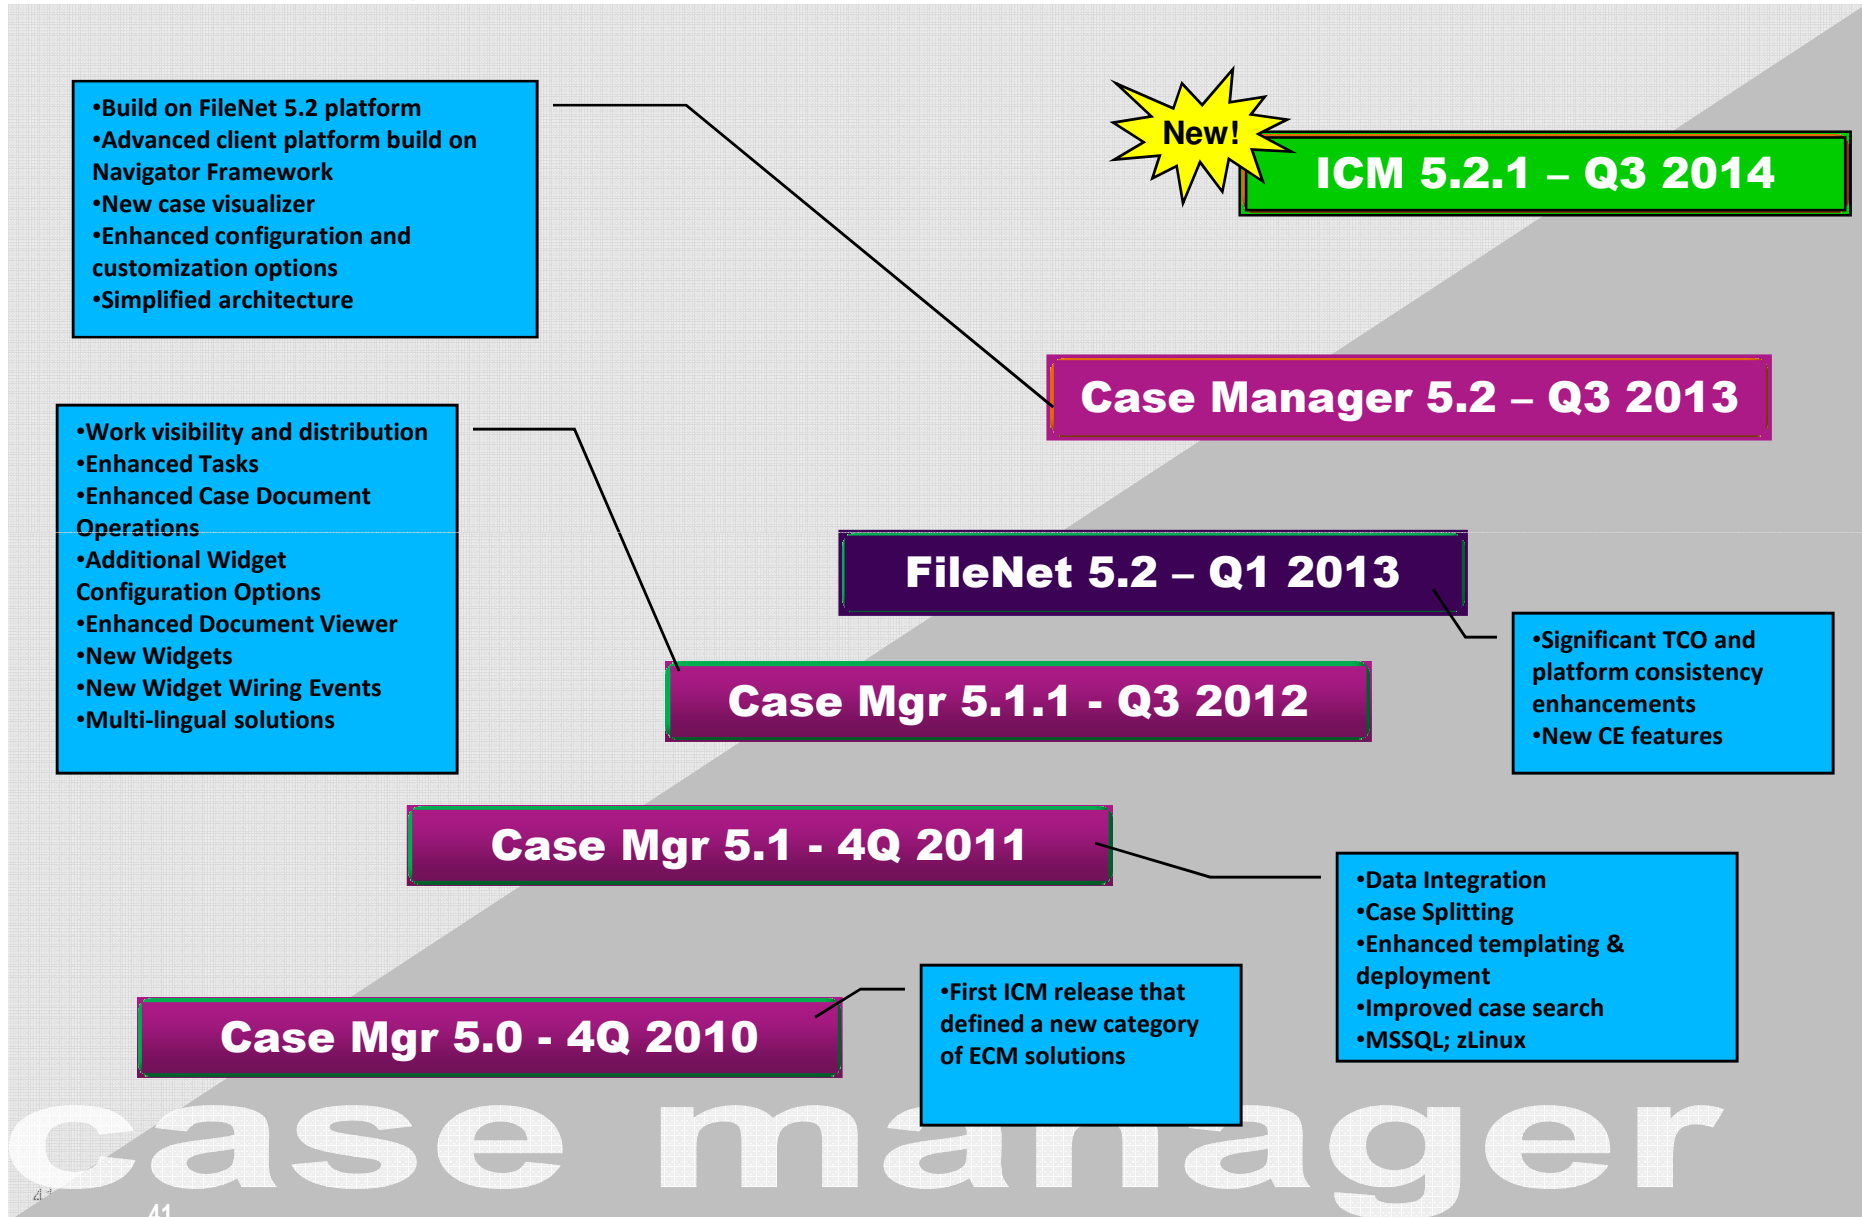 •Build on FileNet 5.2 platform
•Advanced client platform build on
Navigator Framework
•New case visualizer
•Enhanced configuration and
customization options
•Simplified architecture
New!
ICM 5.2.1 – Q3 2014
Case Manager 5.2 – Q3 2013
•Work visibility and distribution
•Enhanced Tasks
•Enhanced Case Document
Operations
•Additional Widget
Configuration Options
•Enhanced Document Viewer
•New Widgets
•New Widget Wiring Events
•Multi-lingual solutions
FileNet 5.2 – Q1 2013
•Significant TCO and
platform consistency
enhancements
•New CE features
Case Mgr 5.1.1 - Q3 2012
Case Mgr 5.1 - 4Q 2011
•Data Integration
•Case Splitting
•Enhanced templating &
deployment
•Improved case search
•MSSQL; zLinux
•First ICM release that
defined a new category
of ECM solutions
Case Mgr 5.0 - 4Q 2010
case manager
41